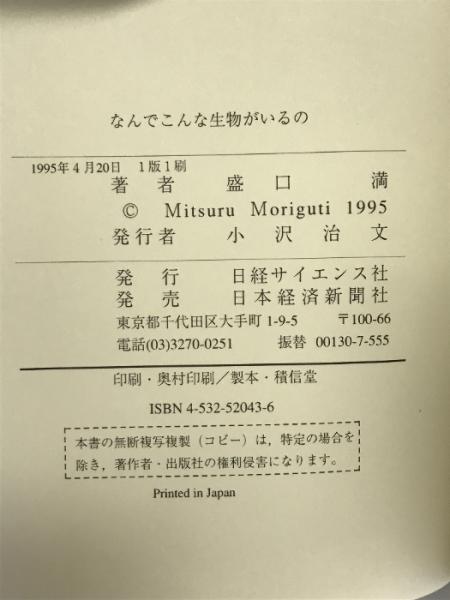 なんでこんな生物がいるの
1995年4月20日 1版1刷
著者 盛口 満
© Mitsuru Moriguti 1995
発行者 小沢治文
発行 日経サイエンス社
発売 日本経済新聞社
東京都千代田区大手町1-9-5 〒100-66
電話(03)3270-0251 振替 00130-7-555
印刷・奥村印刷/製本・積信堂
ISBN 4-532-52043-6
本書の無断複写複製(コピー)は,特定の場合を
除き,著作者・出版社の権利侵害になります。
Printed in Japan